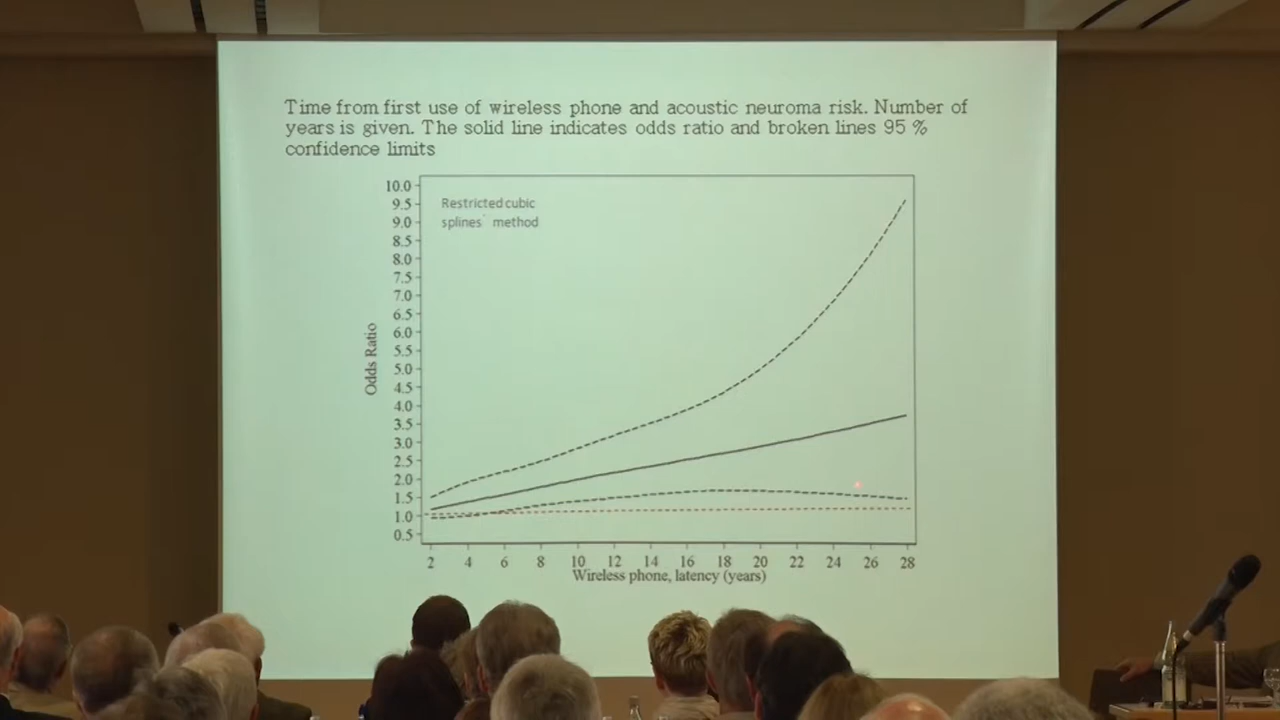 Time from first use of wireless phone and acoustic neuroma risk. Number of
years is given. The solid line indicates odds ratio and broken lines 95 %
confidence limits
Restricted cubic
splines` method
10.0
9.5
9.0
8.5
8.0
7.5
7.0
6.5
6.0
5.5
5.0
4.5
4.0
3.5
3.0
2.5
2.0
1.5
1.0
0.5
Odds Ratio
2 4 6 8 10 12 14 16 18 20 22 24 26 28
Wireless phone, latency (years)